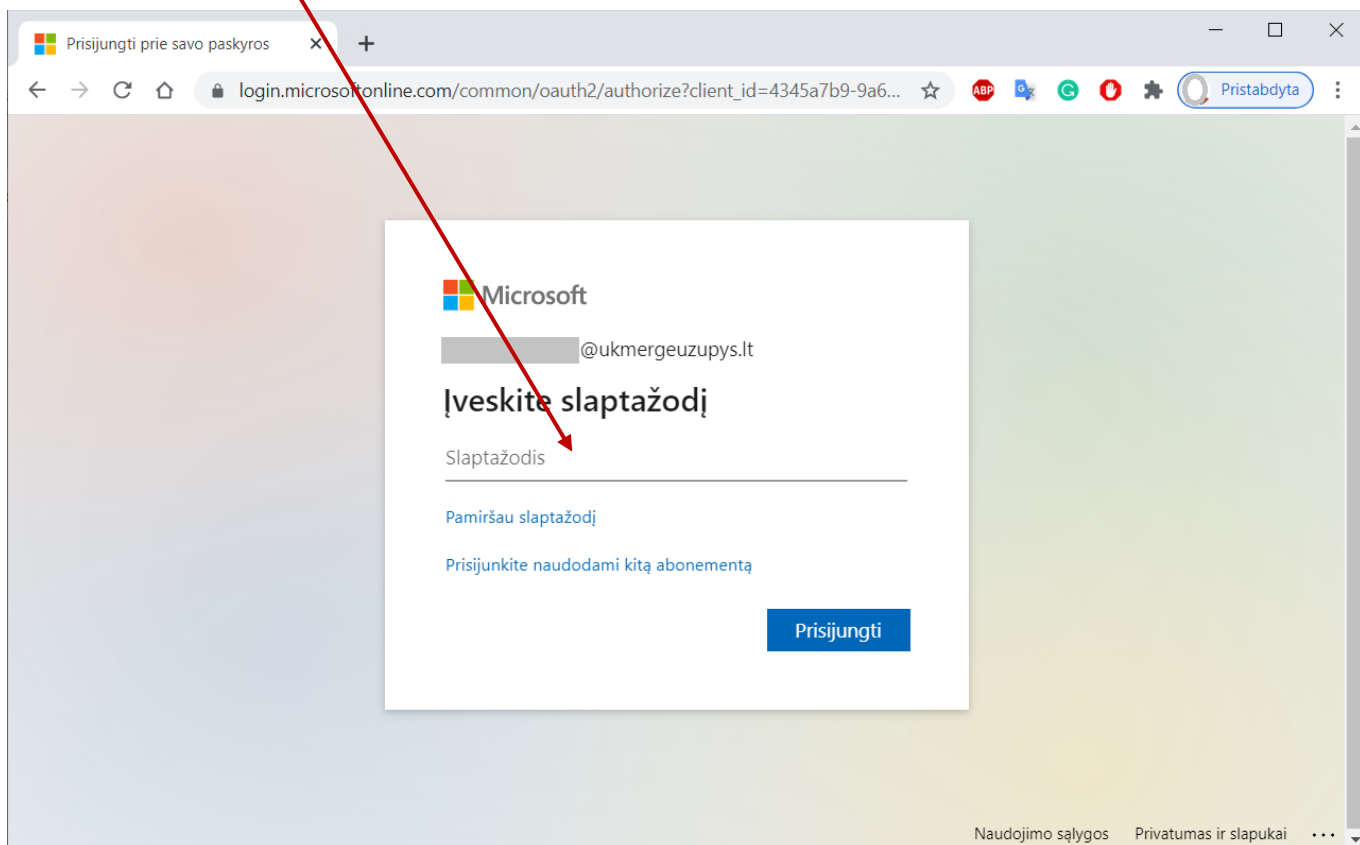 Prisijungti prie savo paskyros
login.microsoftonline.com/common/oauth2/authorize?client_id=4345a7b9-9a6...
ABP
G
Pristabdyta
Microsoft
@ukmergeuzupys.lt
Įveskite slaptažodį
Slaptažodis
Pamiršau slaptažodį
Prisijunkite naudodami kitą abonementą
Prisijungti
Naudojimo sąlygos Privatumas ir slapukai